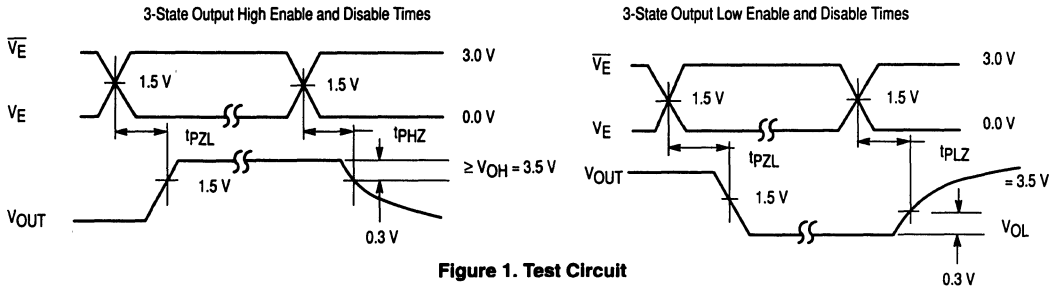 3-State Output High Enable and Disable Times
V̅E̅
3.0 V
1.5 V
1.5 V
VE
0.0 V
tPZL
tPHZ
≥ VOH = 3.5 V
1.5 V
VOUT
0.3 V
3-State Output Low Enable and Disable Times
V̅E̅
3.0 V
1.5 V
1.5 V
VE
0.0 V
tPZL
tPLZ
VOUT
= 3.5 V
1.5 V
VOL
0.3 V
Figure 1. Test Circuit